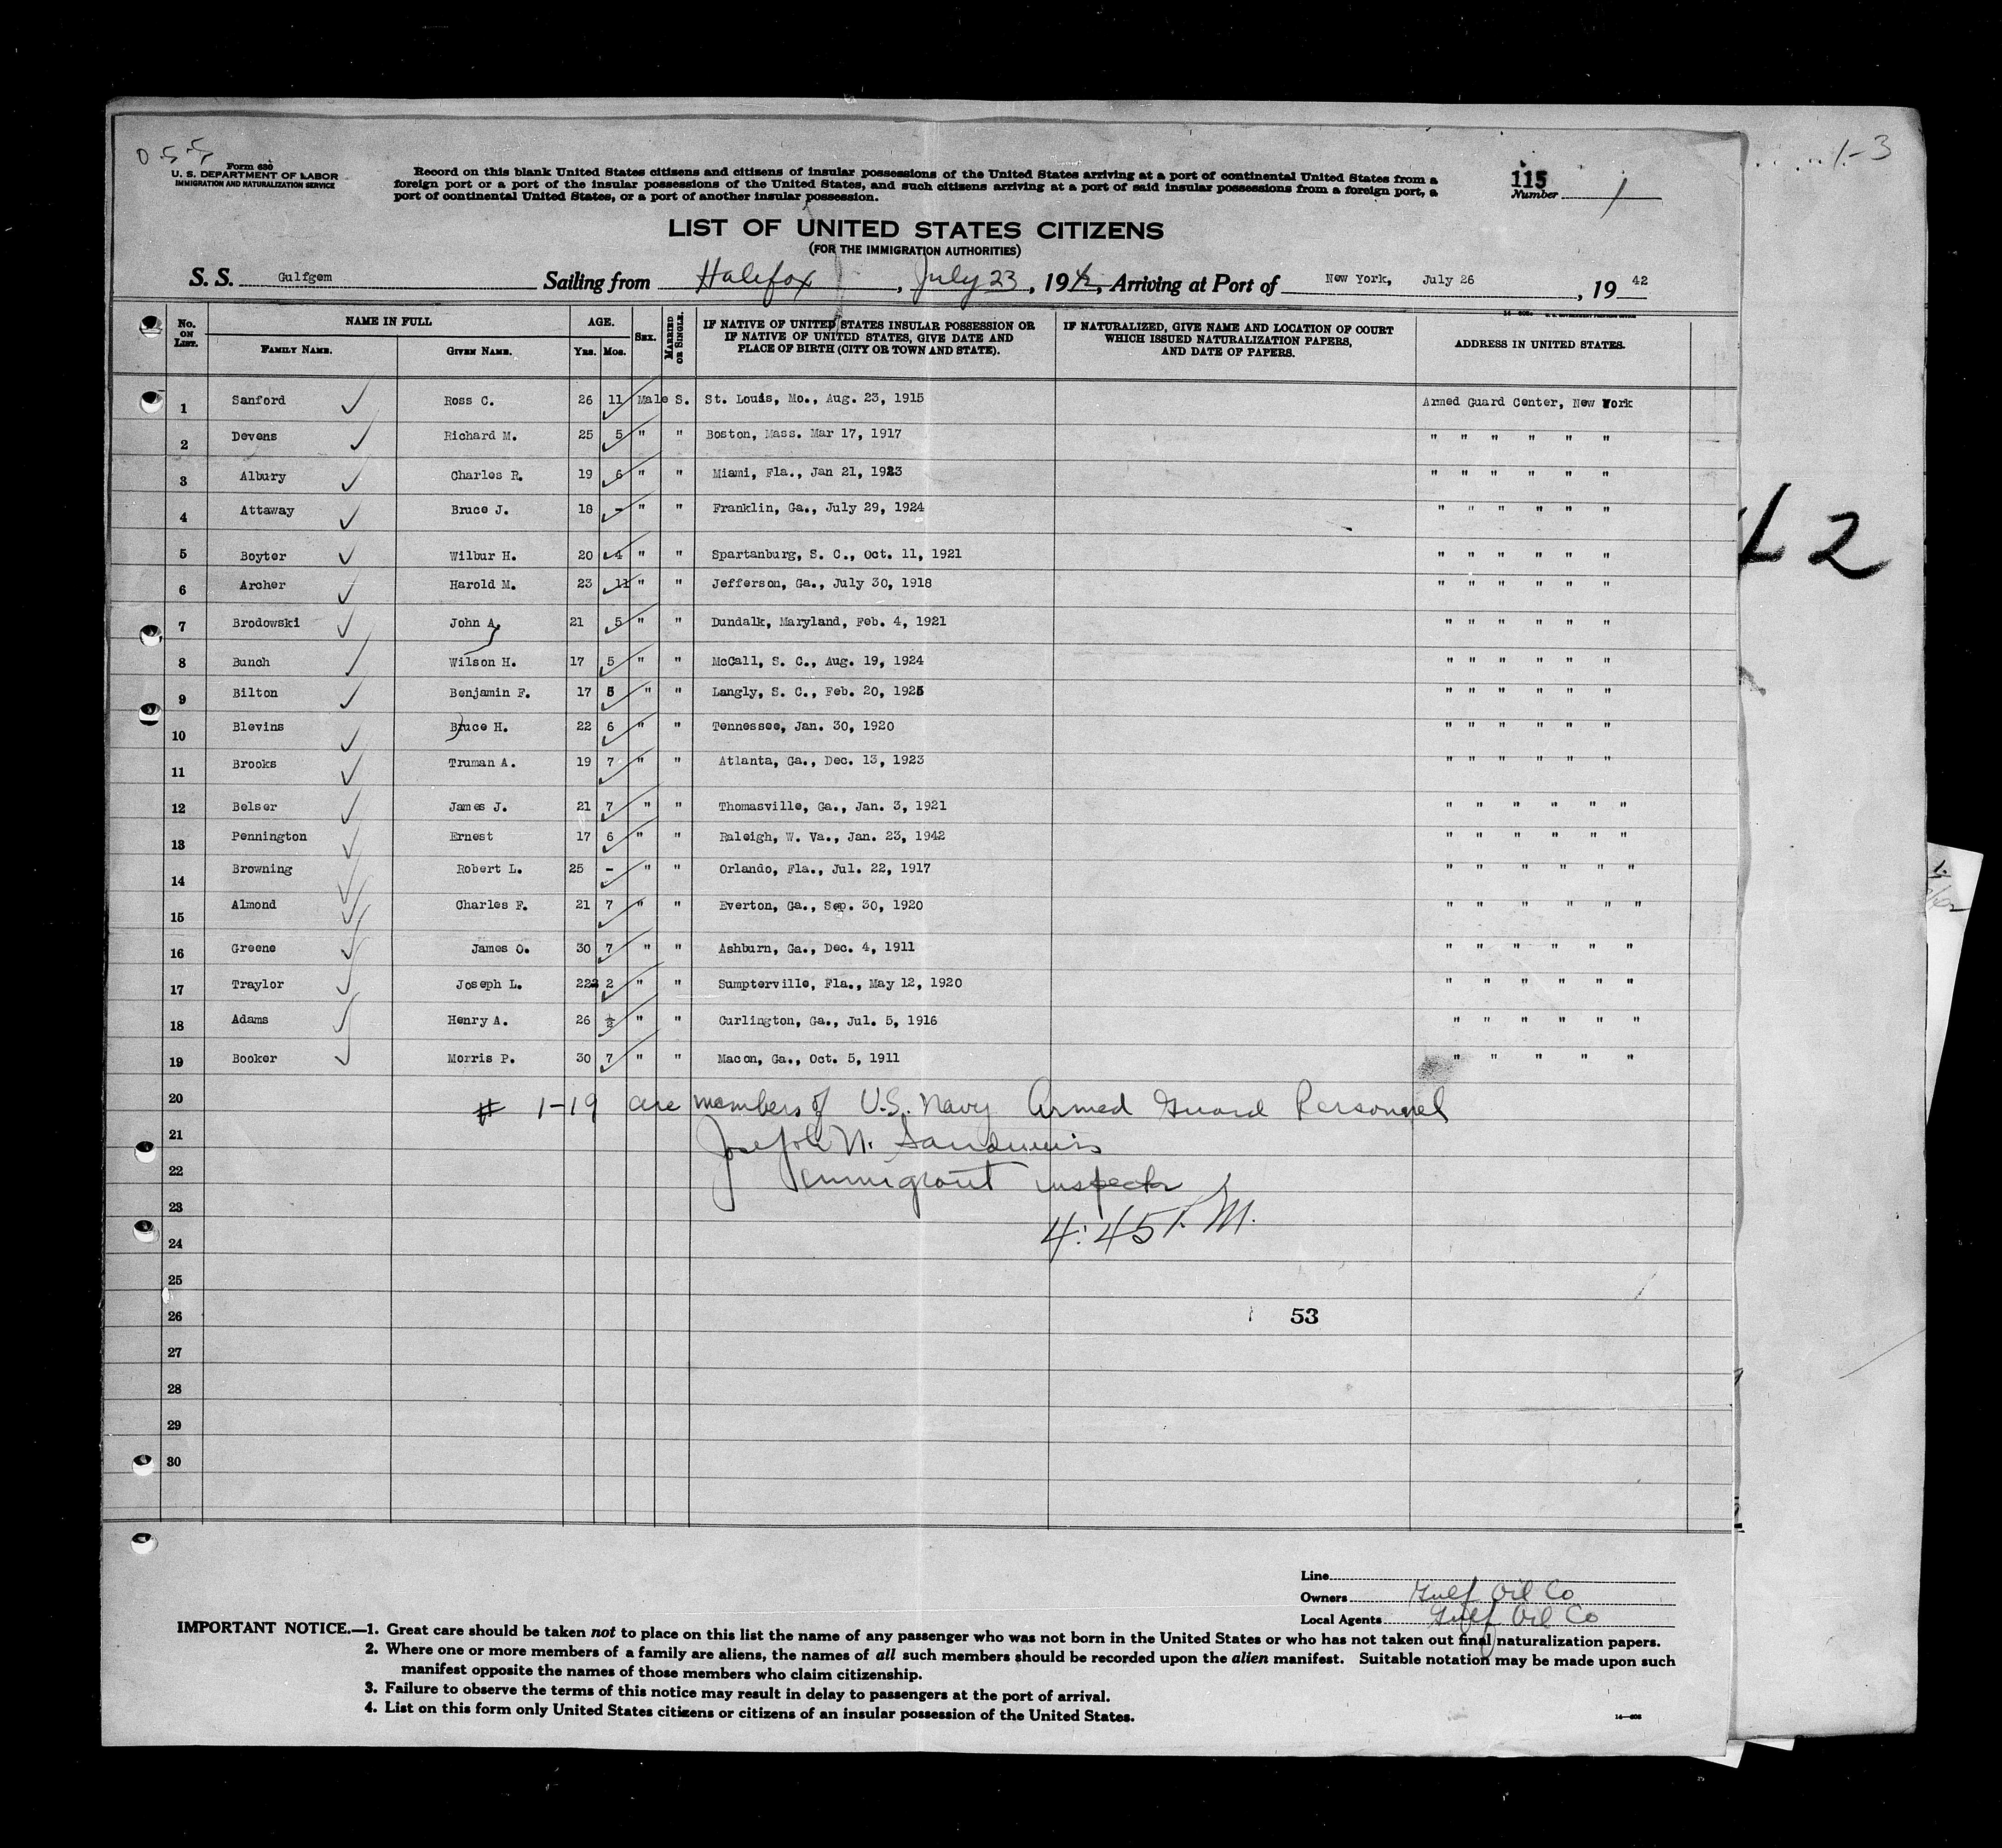 0.5.5
1-3
Form 630
U. S. DEPARTMENT OF LABOR
IMMIGRATION AND NATURALIZATION SERVICE
Record on this blank United States citizens and citizens of insular possessions of the United States arriving at a port of continental United States from a
foreign port or a port of the insular possessions of the United States, and such citizens arriving at a port of said insular possessions from a foreign port, a
port of continental United States, or a port of another insular possession.
115
Number 1
LIST OF UNITED STATES CITIZENS
(FOR THE IMMIGRATION AUTHORITIES)
S. S. Gulfgem Sailing from Halifax, July 23, 1942, Arriving at Port of New York, July 26, 1942
No. ON LIST. NAME IN FULL FAMILY NAME. GIVEN NAME. AGE. Yrs. Mos. SEX. MARRIED OR SINGLE. IF NATIVE OF UNITED STATES INSULAR POSSESSION OR IF NATIVE OF UNITED STATES, GIVE DATE AND PLACE OF BIRTH (CITY OR TOWN AND STATE). IF NATURALIZED, GIVE NAME AND LOCATION OF COURT WHICH ISSUED NATURALIZATION PAPERS, AND DATE OF PAPERS. ADDRESS IN UNITED STATES.
1 Sanford Ross C. 26 11 Male S. St. Louis, Mo., Aug. 23, 1915 Armed Guard Center, New York
2 Devens Richard M. 25 5 " " Boston, Mass. Mar 17, 1917 " " " " " "
3 Albury Charles R. 19 6 " " Miami, Fla., Jan 21, 1923 " " " " " "
4 Attaway Bruce J. 18 - " " Franklin, Ga., July 29, 1924 " " " " " "
5 Boyter Wilbur H. 20 4 " " Spartanburg, S. C., Oct. 11, 1921 " " " " " "
6 Archer Harold M. 23 11 " " Jefferson, Ga., July 30, 1918 " " " " " "
7 Brodowski John A. 21 5 " " Dundalk, Maryland, Feb. 4, 1921 " " " " " "
8 Bunch Wilson H. 17 5 " " McCall, S. C., Aug. 19, 1924 " " " " " "
9 Bilton Benjamin F. 17 5 " " Langly, S. C., Feb. 20, 1925 " " " " " "
10 Blevins Bruce H. 22 6 " " Tennessee, Jan. 30, 1920 " " " " " "
11 Brooks Truman A. 19 7 " " Atlanta, Ga., Dec. 13, 1923 " " " " " "
12 Belser James J. 21 7 " " Thomasville, Ga., Jan. 3, 1921 " " " " " "
13 Pennington Ernest 17 6 " " Raleigh, W. Va., Jan. 23, 1942 " " " " " "
14 Browning Robert L. 25 - " " Orlando, Fla., Jul. 22, 1917 " " " " " "
15 Almond Charles F. 21 7 " " Everton, Ga., Sep. 30, 1920 " " " " " "
16 Greene James O. 30 7 " " Ashburn, Ga., Dec. 4, 1911 " " " " " "
17 Traylor Joseph L. 22 2 " " Sumpterville, Fla., May 12, 1920 " " " " " "
18 Adams Henry A. 26 ½ " " Curlington, Ga., Jul. 5, 1916 " " " " " "
19 Booker Morris P. 30 7 " " Macon, Ga., Oct. 5, 1911 " " " " "
20 # 1-19 are members of U.S. Navy Armed Guard Personnel
21 Joseph N.
22 Immigrant inspector
23
4:45 P.M.
24
25
26 53
27
28
29
30
42
Line
Owners Gulf Oil Co
Local Agents Gulf Oil Co
IMPORTANT NOTICE.—1. Great care should be taken not to place on this list the name of any passenger who was not born in the United States or who has not taken out final naturalization papers.
2. Where one or more members of a family are aliens, the names of all such members should be recorded upon the alien manifest. Suitable notation may be made upon such
manifest opposite the names of those members who claim citizenship.
3. Failure to observe the terms of this notice may result in delay to passengers at the port of arrival.
4. List on this form only United States citizens or citizens of an insular possession of the United States.